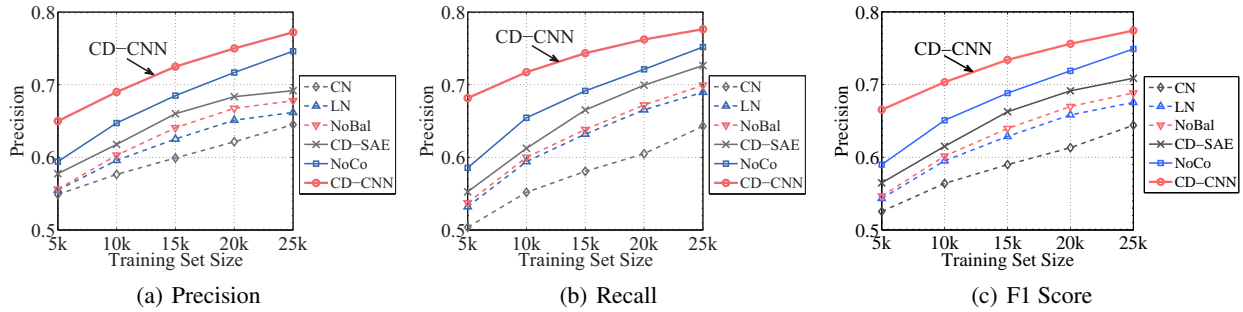 0.8
0.7
0.6
0.5
Precision
5k 10k 15k 20k 25k
Training Set Size
CD−CNN
CN
LN
NoBal
CD−SAE
NoCo
CD−CNN
(a) Precision
0.8
0.7
0.6
0.5
Precision
5k 10k 15k 20k 25k
Training Set Size
CD−CNN
CN
LN
NoBal
CD−SAE
NoCo
CD−CNN
(b) Recall
0.8
0.7
0.6
0.5
Precision
5k 10k 15k 20k 25k
Training Set Size
CD−CNN
CN
LN
NoBal
CD−SAE
NoCo
CD−CNN
(c) F1 Score